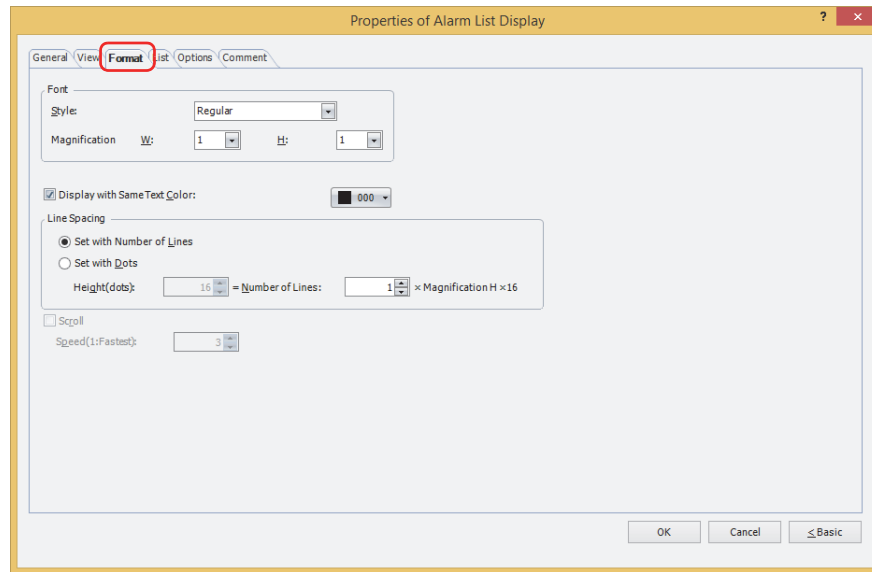 Properties of Alarm List Display ? ×
General View Format List Options Comment
Font
Style: Regular
Magnification W: 1 H: 1
Display with Same Text Color: 000
Line Spacing
Set with Number of Lines
Set with Dots
Height(dots): 16 = Number of Lines: 1 × Magnification H ×16
Scroll
Speed(1:Fastest): 3
OK Cancel < Basic